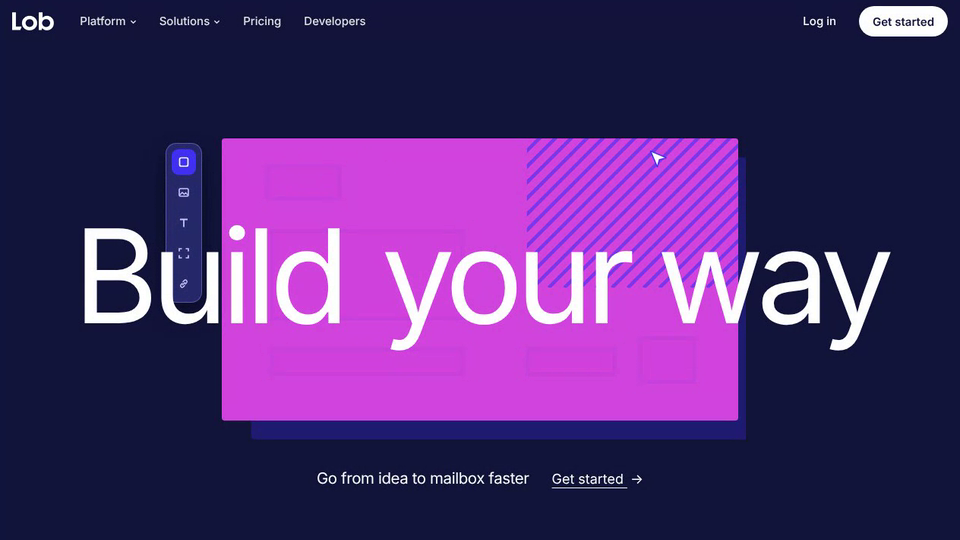 Lob
Platform
Solutions
Pricing
Developers
Log in
Get started
Build your way
Go from idea to mailbox faster
Get started →